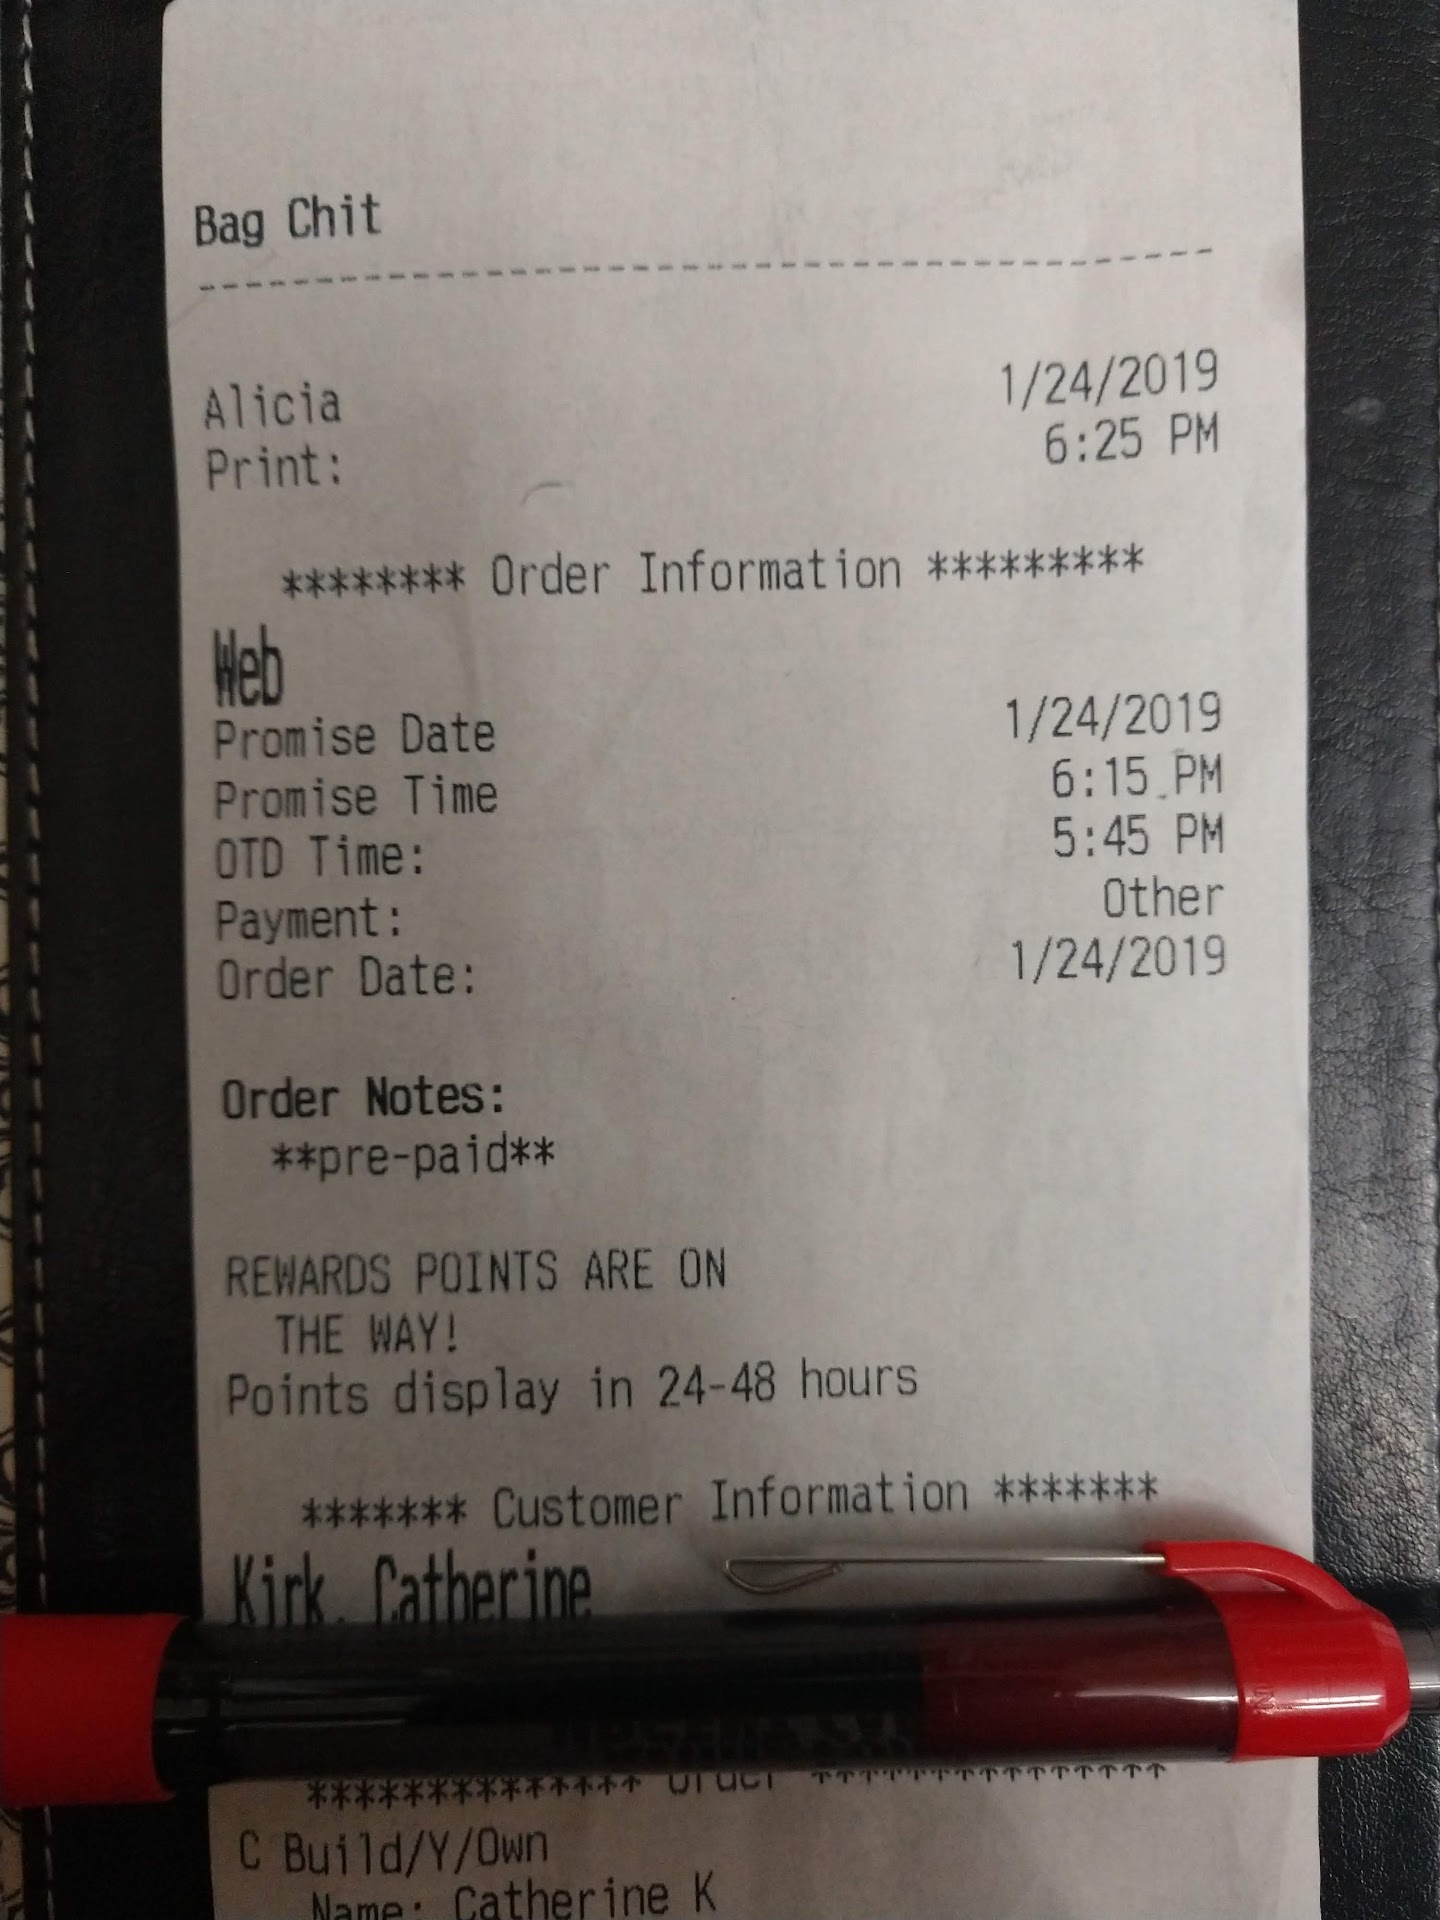 Bag Chit
------------------------------------------
Alicia 1/24/2019
Print: 6:25 PM
******** Order Information *********
Web
Promise Date 1/24/2019
Promise Time 6:15 PM
OTD Time: 5:45 PM
Payment: Other
Order Date: 1/24/2019
Order Notes:
**pre-paid**
REWARDS POINTS ARE ON
THE WAY!
Points display in 24-48 hours
******* Customer Information *******
Kirk, Catherine
************** Order ***************
C Build/Y/Own
Name: Catherine K